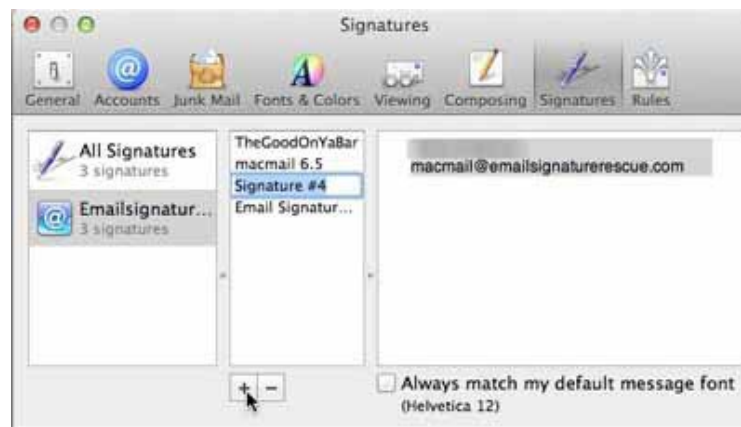 Signatures
General Accounts Junk Mail Fonts & Colors Viewing Composing Signatures Rules
All Signatures
3 signatures
Emailsignatur...
3 signatures
TheGoodOnYaBar
macmail 6.5
Signature #4
Email Signatur...
macmail@emailsignaturerescue.com
+ −
Always match my default message font
(Helvetica 12)